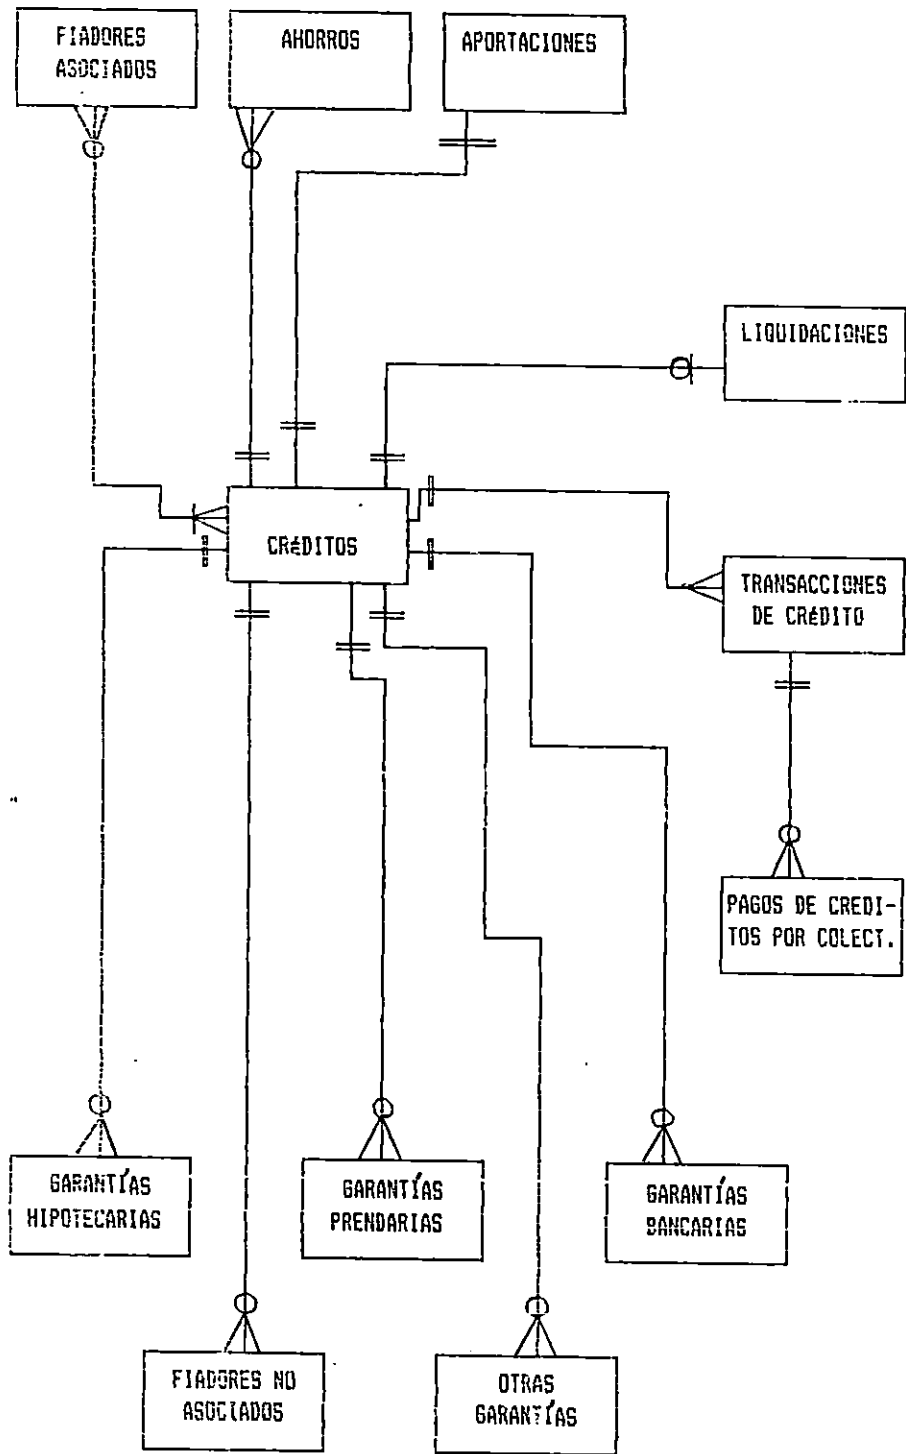 FIADORES
ASOCIADOS
AHORROS
APORTACIONES
LIQUIDACIONES
CRéDITOS
TRANSACCIONES
DE CRéDITO
PAGOS DE CREDI-
TOS POR COLECT.
GARANTÍAS
HIPOTECARIAS
GARANTÍAS
PRENDARIAS
GARANTÍAS
BANCARIAS
FIADORES NO
ASOCIADOS
OTRAS
GARANTÍAS